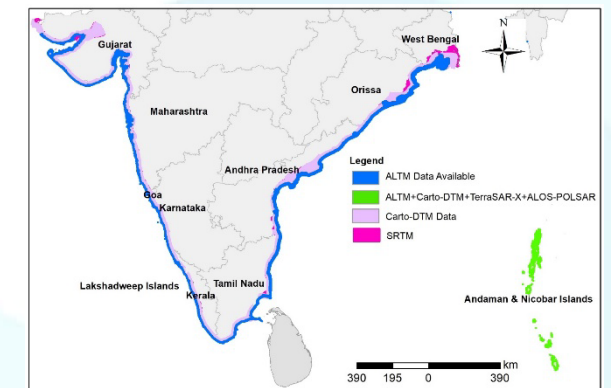 Gujarat
West Bengal
N
Orissa
Maharashtra
Andhra Pradesh
Legend
ALTM Data Available
ALTM+Carto-DTM+TerraSAR-X+ALOS-POLSAR
Carto-DTM Data
SRTM
Goa
Karnataka
Lakshadweep Islands
Tamil Nadu
Kerala
Andaman & Nicobar Islands
km
390 195 0 390